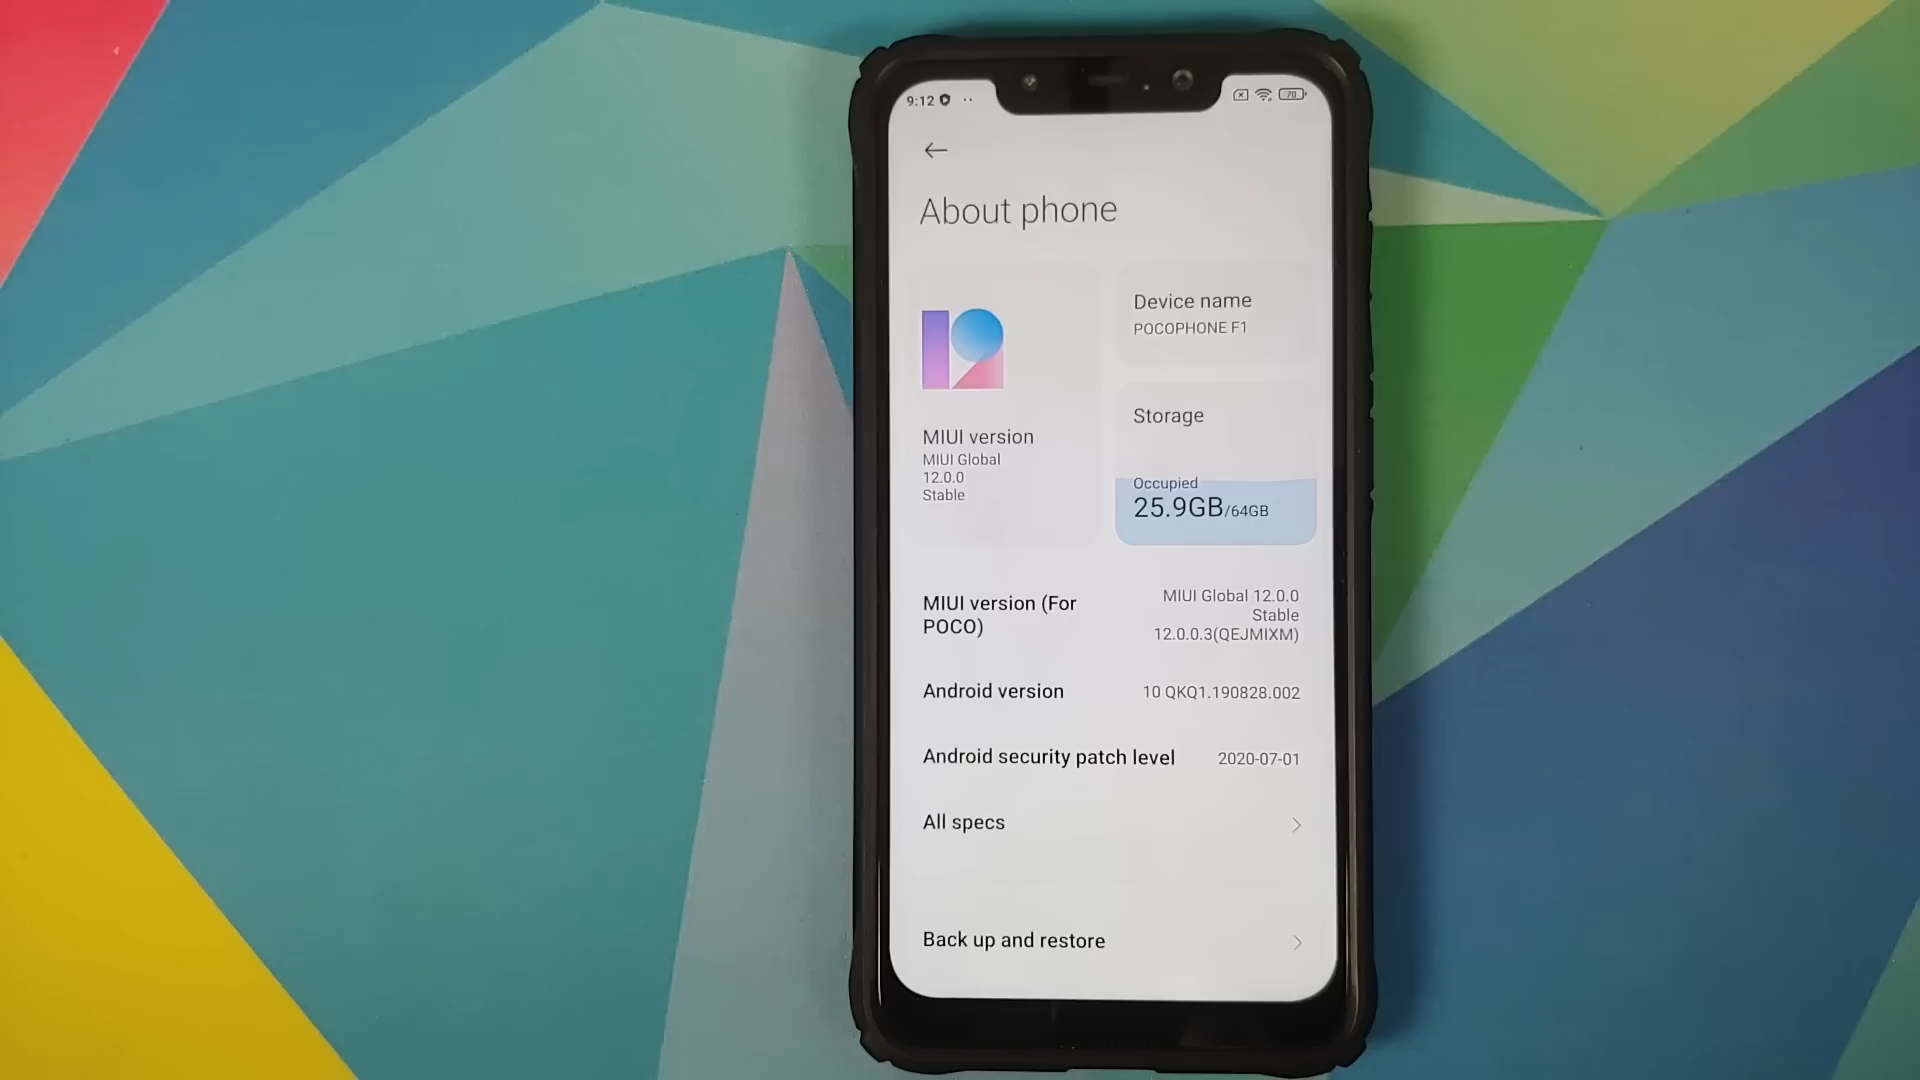 9:12
70
About phone
Device name
POCOPHONE F1
Storage
Occupied
25.9GB/64GB
MIUI version
MIUI Global
12.0.0
Stable
MIUI version (For
POCO)
MIUI Global 12.0.0
Stable
12.0.0.3(QEJMIXM)
Android version
10 QKQ1.190828.002
Android security patch level
2020-07-01
All specs
Back up and restore